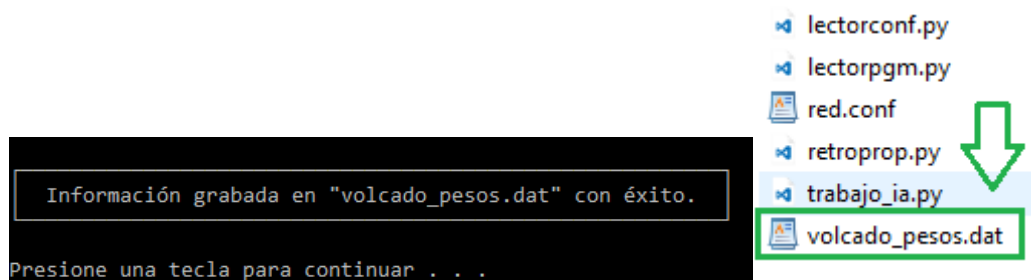 Información grabada en "volcado_pesos.dat" con éxito.
Presione una tecla para continuar . . .
lectorconf.py
lectorpgm.py
red.conf
retroprop.py
trabajo_ia.py
volcado_pesos.dat